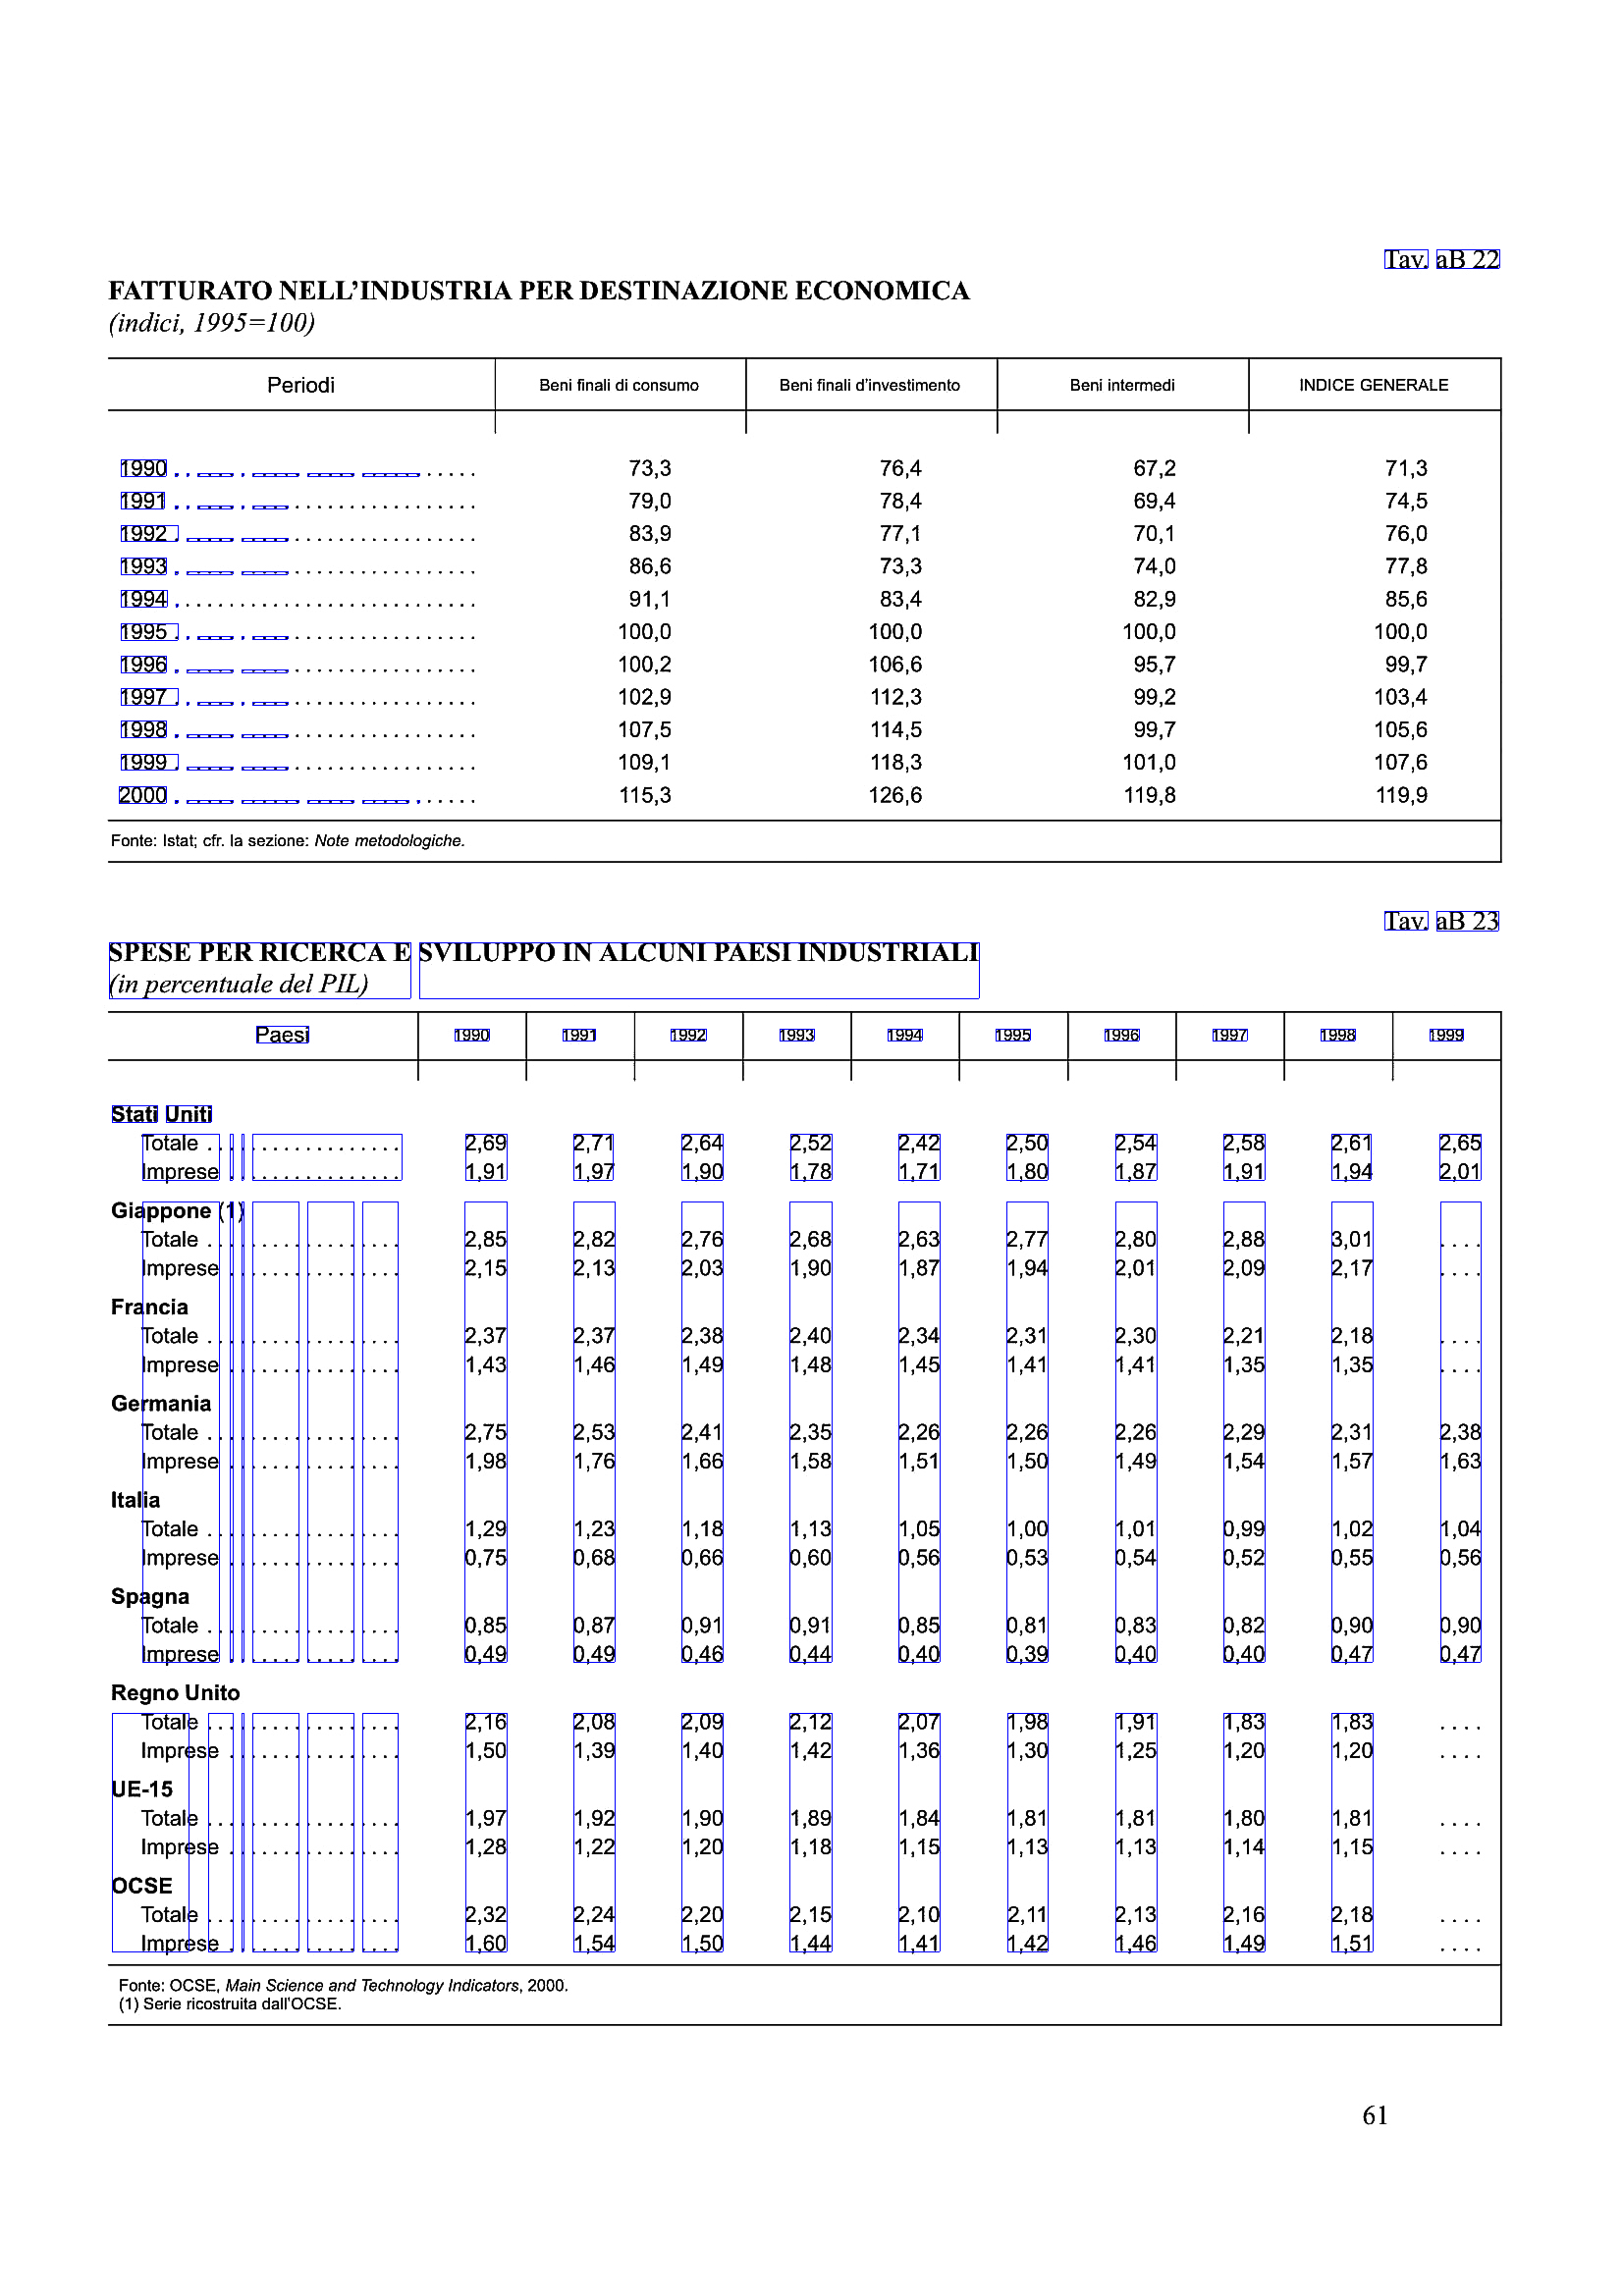 Tav. aB 22
FATTURATO NELL’INDUSTRIA PER DESTINAZIONE ECONOMICA
(indici, 1995=100)
Periodi Beni finali di consumo Beni finali d’investimento Beni intermedi INDICE GENERALE
1990 . . . . . . . . . . . . . . . . . . . . . . . . . . . . 73,3 76,4 67,2 71,3
1991 . . . . . . . . . . . . . . . . . . . . . . . . . . . . 79,0 78,4 69,4 74,5
1992 . . . . . . . . . . . . . . . . . . . . . . . . . . . . 83,9 77,1 70,1 76,0
1993 . . . . . . . . . . . . . . . . . . . . . . . . . . . . 86,6 73,3 74,0 77,8
1994 . . . . . . . . . . . . . . . . . . . . . . . . . . . . 91,1 83,4 82,9 85,6
1995 . . . . . . . . . . . . . . . . . . . . . . . . . . . . 100,0 100,0 100,0 100,0
1996 . . . . . . . . . . . . . . . . . . . . . . . . . . . . 100,2 106,6 95,7 99,7
1997 . . . . . . . . . . . . . . . . . . . . . . . . . . . . 102,9 112,3 99,2 103,4
1998 . . . . . . . . . . . . . . . . . . . . . . . . . . . . 107,5 114,5 99,7 105,6
1999 . . . . . . . . . . . . . . . . . . . . . . . . . . . . 109,1 118,3 101,0 107,6
2000 . . . . . . . . . . . . . . . . . . . . . . . . . . . . 115,3 126,6 119,8 119,9
Fonte: Istat; cfr. la sezione: Note metodologiche.
Tav. aB 23
SPESE PER RICERCA E SVILUPPO IN ALCUNI PAESI INDUSTRIALI
(in percentuale del PIL)
Paesi 1990 1991 1992 1993 1994 1995 1996 1997 1998 1999
Stati Uniti
Totale . . . . . . . . . . . . . . . . . 2,69 2,71 2,64 2,52 2,42 2,50 2,54 2,58 2,61 2,65
Imprese . . . . . . . . . . . . . . . 1,91 1,97 1,90 1,78 1,71 1,80 1,87 1,91 1,94 2,01
Giappone (1)
Totale . . . . . . . . . . . . . . . . . 2,85 2,82 2,76 2,68 2,63 2,77 2,80 2,88 3,01 . . . .
Imprese . . . . . . . . . . . . . . . 2,15 2,13 2,03 1,90 1,87 1,94 2,01 2,09 2,17 . . . .
Francia
Totale . . . . . . . . . . . . . . . . . 2,37 2,37 2,38 2,40 2,34 2,31 2,30 2,21 2,18 . . . .
Imprese . . . . . . . . . . . . . . . 1,43 1,46 1,49 1,48 1,45 1,41 1,41 1,35 1,35 . . . .
Germania
Totale . . . . . . . . . . . . . . . . . 2,75 2,53 2,41 2,35 2,26 2,26 2,26 2,29 2,31 2,38
Imprese . . . . . . . . . . . . . . . 1,98 1,76 1,66 1,58 1,51 1,50 1,49 1,54 1,57 1,63
Italia
Totale . . . . . . . . . . . . . . . . . 1,29 1,23 1,18 1,13 1,05 1,00 1,01 0,99 1,02 1,04
Imprese . . . . . . . . . . . . . . . 0,75 0,68 0,66 0,60 0,56 0,53 0,54 0,52 0,55 0,56
Spagna
Totale . . . . . . . . . . . . . . . . . 0,85 0,87 0,91 0,91 0,85 0,81 0,83 0,82 0,90 0,90
Imprese . . . . . . . . . . . . . . . 0,49 0,49 0,46 0,44 0,40 0,39 0,40 0,40 0,47 0,47
Regno Unito
Totale . . . . . . . . . . . . . . . . . 2,16 2,08 2,09 2,12 2,07 1,98 1,91 1,83 1,83 . . . .
Imprese . . . . . . . . . . . . . . . 1,50 1,39 1,40 1,42 1,36 1,30 1,25 1,20 1,20 . . . .
UE-15
Totale . . . . . . . . . . . . . . . . . 1,97 1,92 1,90 1,89 1,84 1,81 1,81 1,80 1,81 . . . .
Imprese . . . . . . . . . . . . . . . 1,28 1,22 1,20 1,18 1,15 1,13 1,13 1,14 1,15 . . . .
OCSE
Totale . . . . . . . . . . . . . . . . . 2,32 2,24 2,20 2,15 2,10 2,11 2,13 2,16 2,18 . . . .
Imprese . . . . . . . . . . . . . . . 1,60 1,54 1,50 1,44 1,41 1,42 1,46 1,49 1,51 . . . .
Fonte: OCSE, Main Science and Technology Indicators, 2000.
(1) Serie ricostruita dall'OCSE.
61